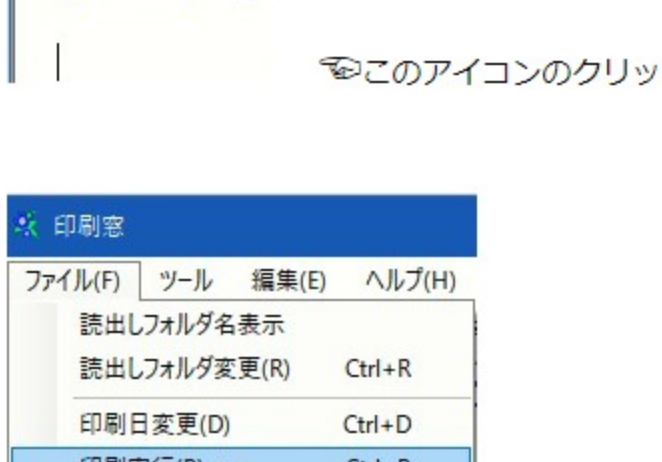 ☜このアイコンのクリッ
印刷窓
ファイル(F) ツール 編集(E) ヘルプ(H)
読出しフォルダ名表示
読出しフォルダ変更(R) Ctrl+R
印刷日変更(D) Ctrl+D